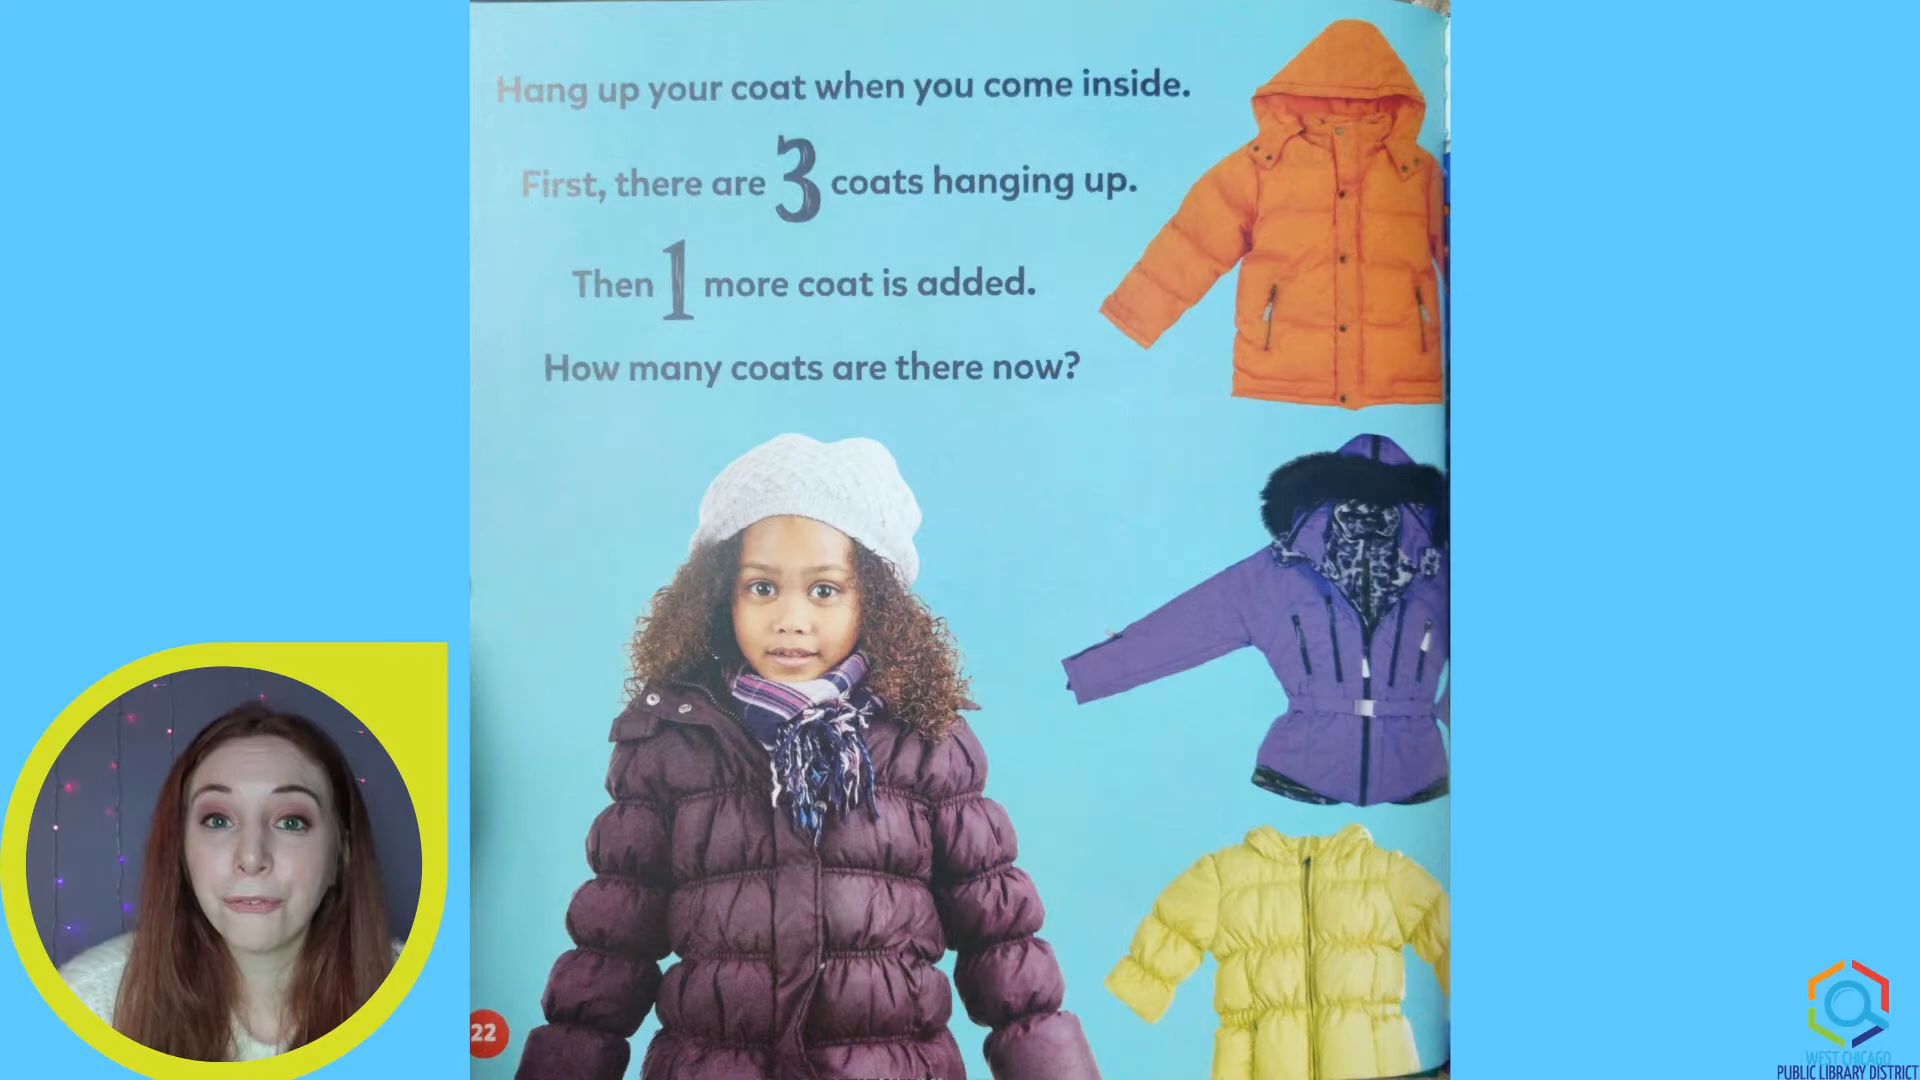 Hang up your coat when you come inside.
First, there are 3 coats hanging up.
Then 1 more coat is added.
How many coats are there now?
22
WEST CHICAGO
PUBLIC LIBRARY DISTRICT